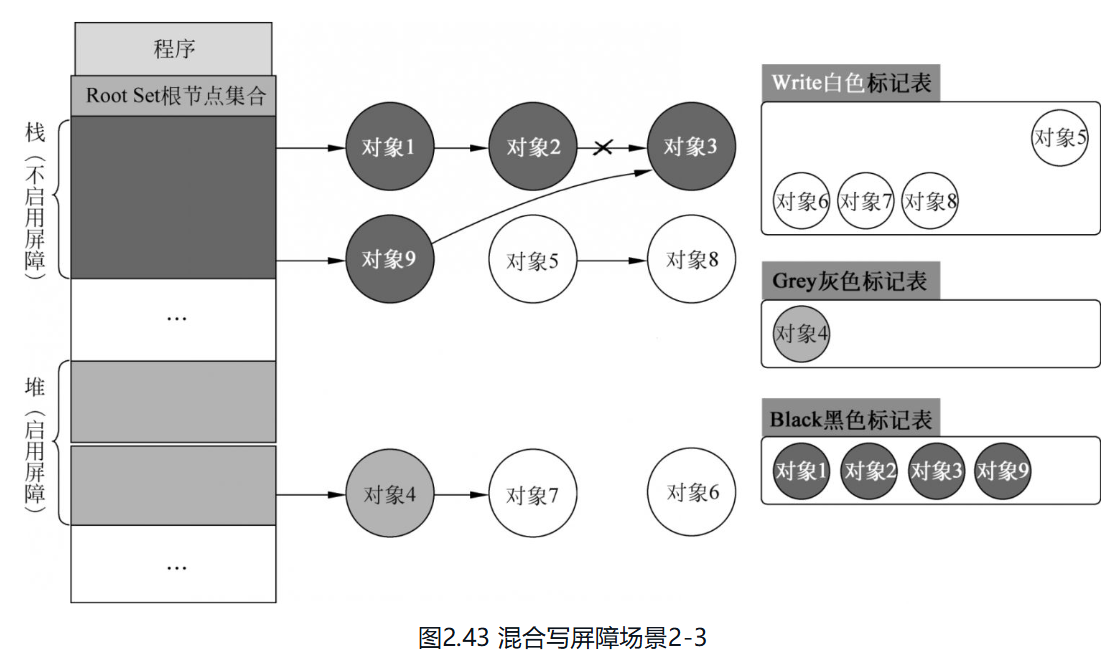 程序
Root Set根节点集合
栈（不启用屏障）
...
堆（启用屏障）
...
对象1
对象2
对象3
对象9
对象5
对象8
对象4
对象7
对象6
Write白色标记表
对象5
对象6 对象7 对象8
Grey灰色标记表
对象4
Black黑色标记表
对象1 对象2 对象3 对象9
图2.43 混合写屏障场景2-3